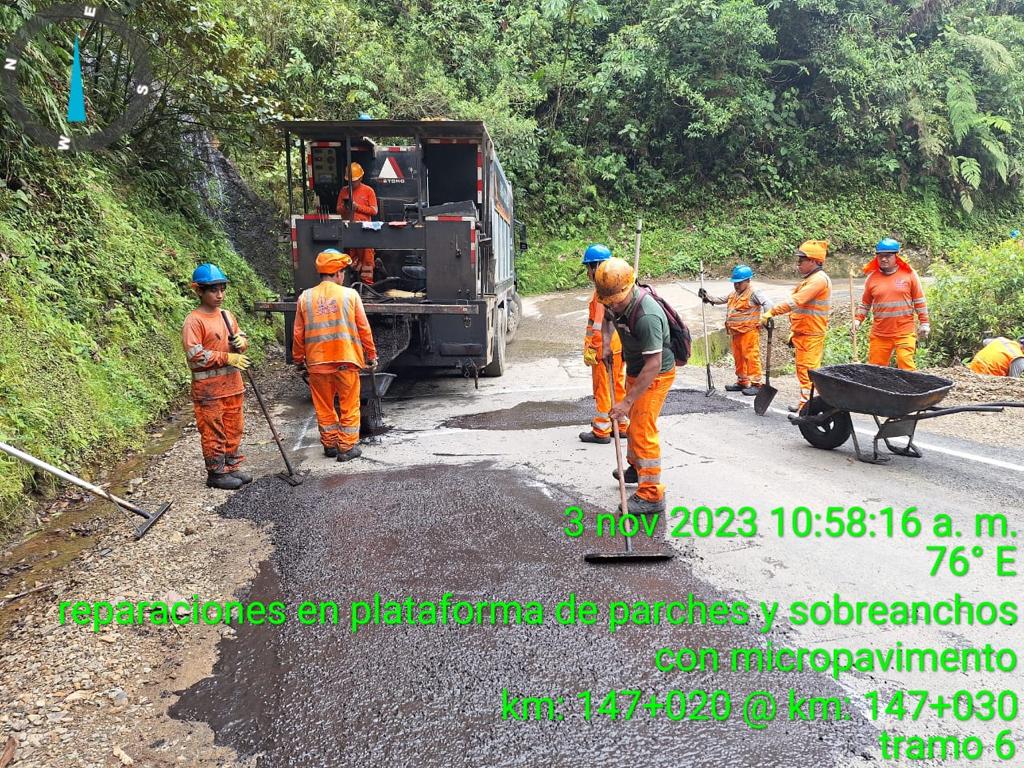 N
E
S
W
3 nov 2023 10:58:16 a. m.
76° E
reparaciones en plataforma de parches y sobreanchos
con micropavimento
km: 147+020 @ km: 147+030
tramo 6